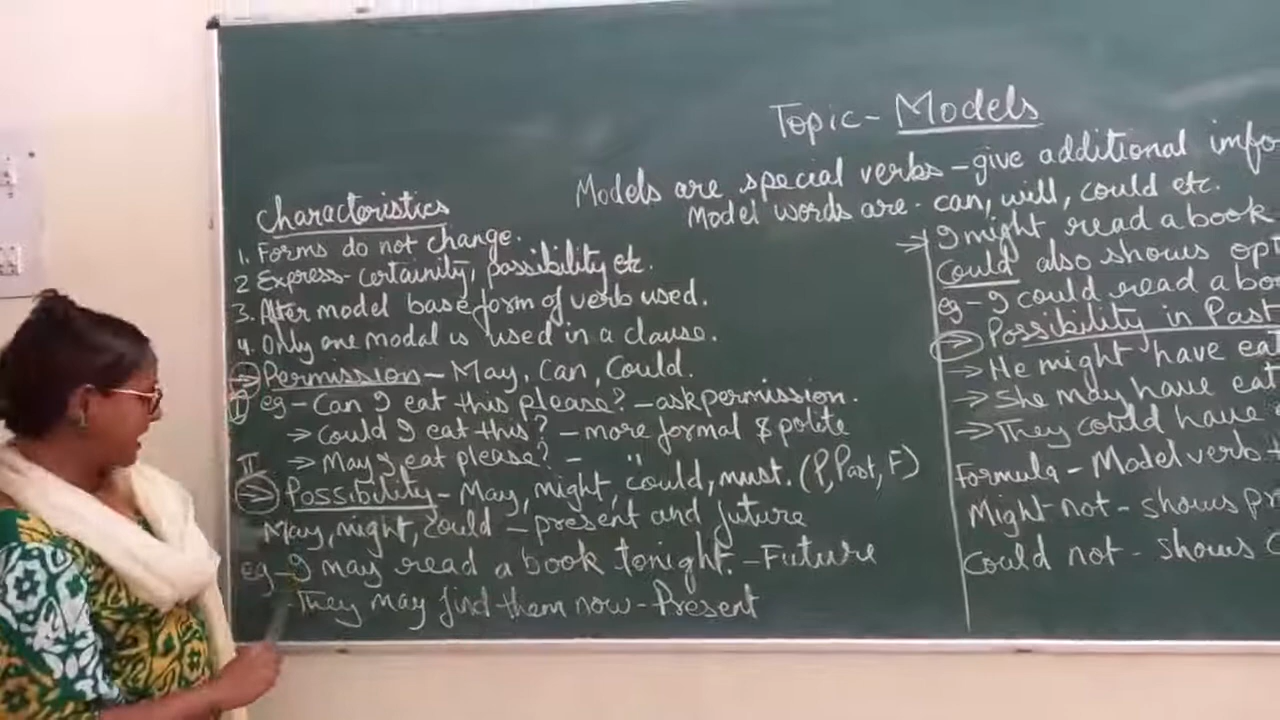 Topic - Models
Models are special verbs - give additional info
Model words are - can, will, could etc.
Characteristics
1. Forms do not change.
2 Express - certainity, possibility etc.
3. After model base form of verb used.
4. Only one modal is used in a clause.
→ Permission - May, Can, Could.
I eg - Can I eat this please? - ask permission.
→ Could I eat this? - more formal & polite
→ May I eat please? - "
II → Possibility - May, might, could, must. (P, Past, F)
May, might, could - present and future
eg - I may read a book tonight. - Future
They may find them now - Present
→ I might read a book
Could also shows opt
eg - I could read a bo
→ Possibility in Past
→ He might have eat
→ She may have eat
→ They could have
Formula - Model verb +
Might not - shows pr
Could not - shows